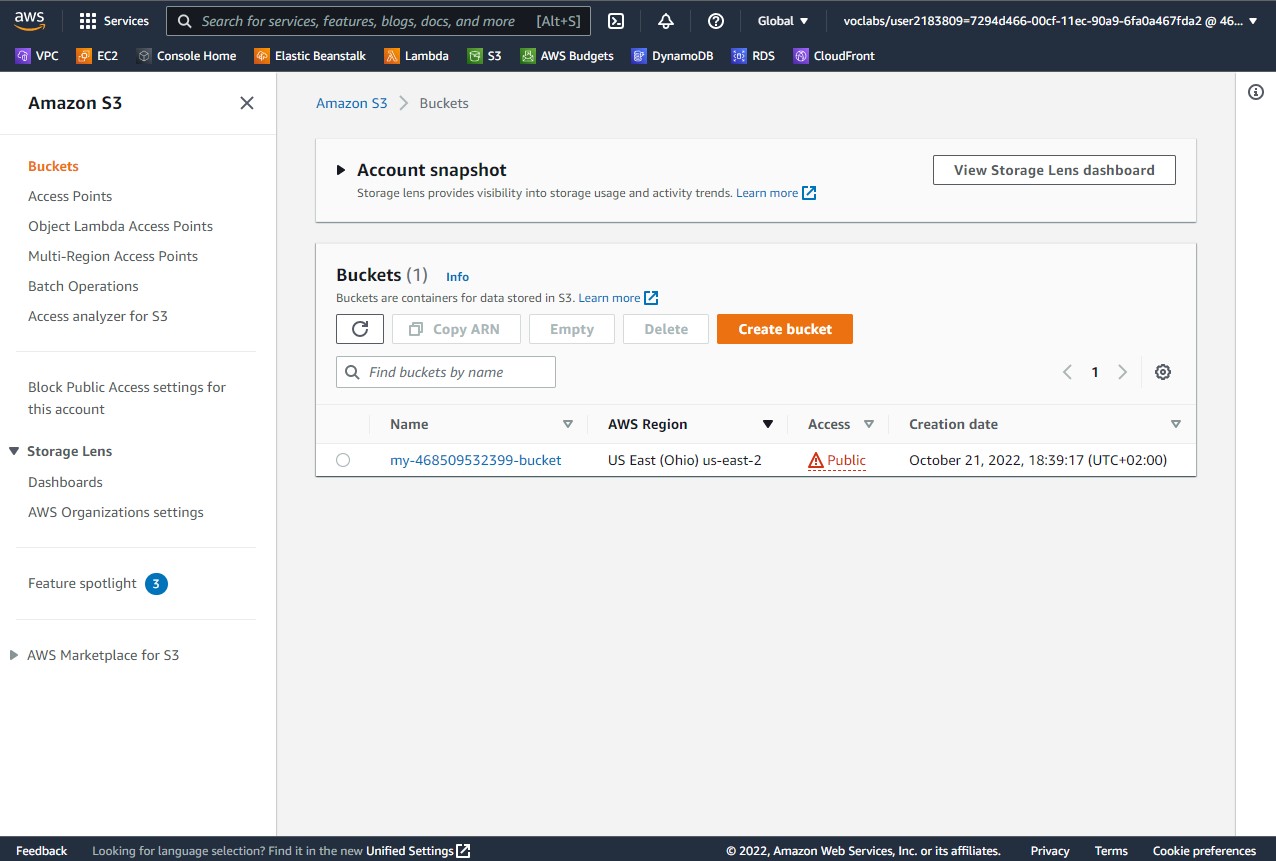 aws
Services
Search for services, features, blogs, docs, and more [Alt+S]
Global
voclabs/user2183809=7294d466-00cf-11ec-90a9-6fa0a467fda2 @ 46...
VPC
EC2
Console Home
Elastic Beanstalk
Lambda
S3
AWS Budgets
DynamoDB
RDS
CloudFront
Amazon S3
Buckets
Access Points
Object Lambda Access Points
Multi-Region Access Points
Batch Operations
Access analyzer for S3
Block Public Access settings for
this account
Storage Lens
Dashboards
AWS Organizations settings
Feature spotlight 3
AWS Marketplace for S3
Amazon S3 > Buckets
Account snapshot
Storage lens provides visibility into storage usage and activity trends. Learn more
View Storage Lens dashboard
Buckets (1) Info
Buckets are containers for data stored in S3. Learn more
Copy ARN
Empty
Delete
Create bucket
Find buckets by name
1
Name AWS Region Access Creation date
my-468509532399-bucket US East (Ohio) us-east-2 Public October 21, 2022, 18:39:17 (UTC+02:00)
Feedback
Looking for language selection? Find it in the new Unified Settings
© 2022, Amazon Web Services, Inc. or its affiliates.
Privacy
Terms
Cookie preferences